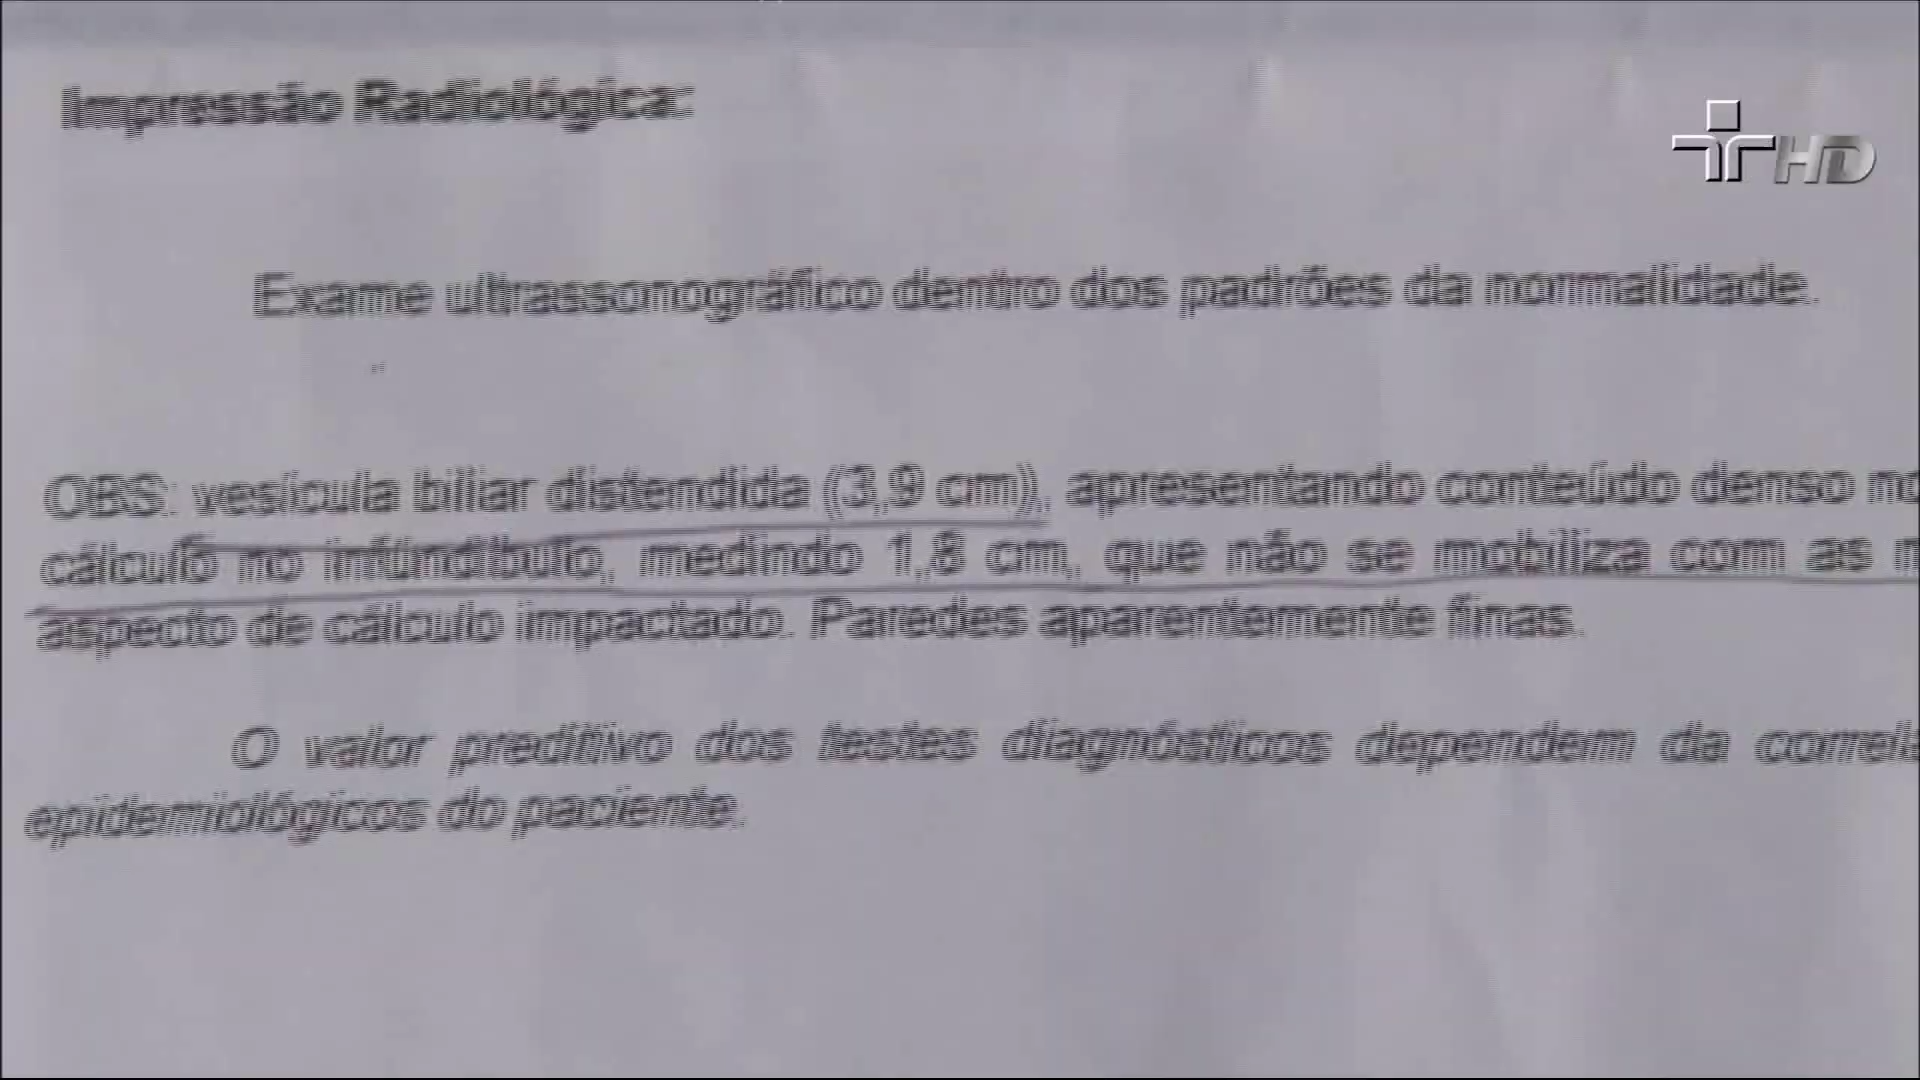 Impressão Radiológica:
HD
Exame ultrassonográfico dentro dos padrões da normalidade.
OBS: vesícula biliar distendida (3,9 cm), apresentando conteúdo denso no
cálculo no infundíbulo, medindo 1,8 cm, que não se mobiliza com as m
aspecto de cálculo impactado. Paredes aparentemente finas.
O valor preditivo dos testes diagnósticos dependem da correla
epidemiológicos do paciente.